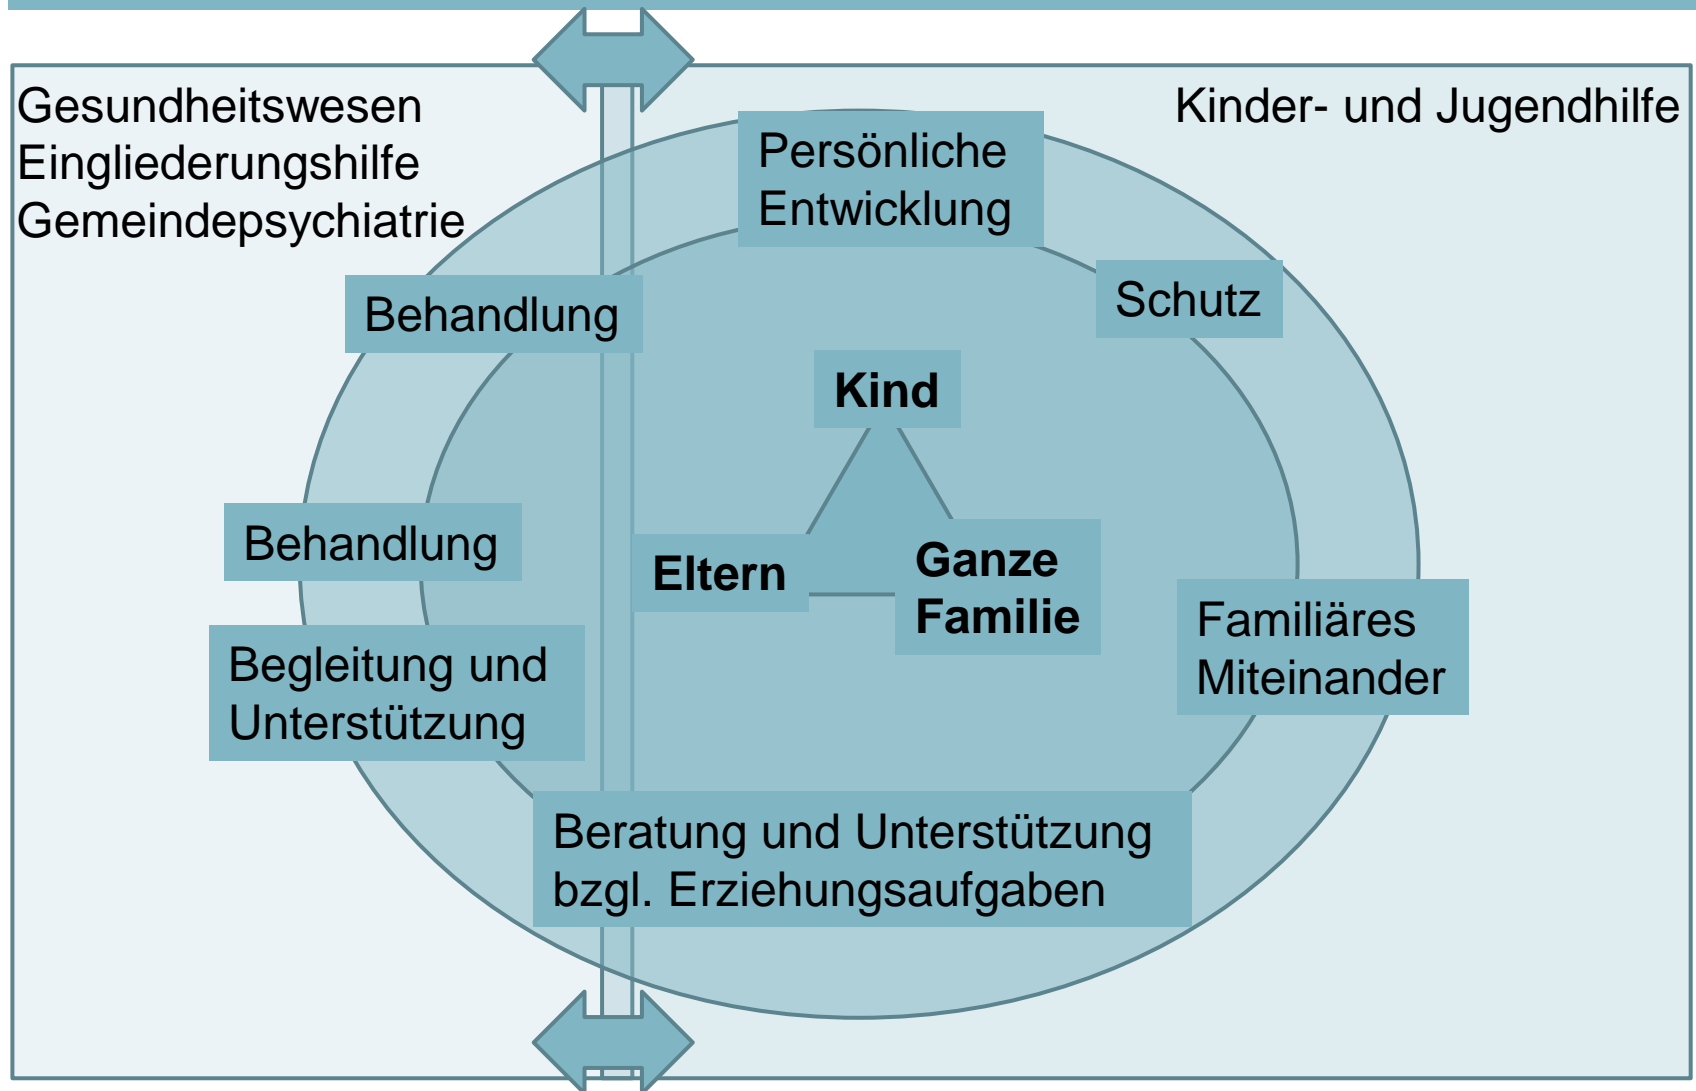 Gesundheitswesen
Eingliederungshilfe
Gemeindepsychiatrie
Kinder- und Jugendhilfe
Persönliche
Entwicklung
Behandlung
Schutz
Kind
Behandlung
Eltern
Ganze
Familie
Begleitung und
Unterstützung
Familiäres
Miteinander
Beratung und Unterstützung
bzgl. Erziehungsaufgaben